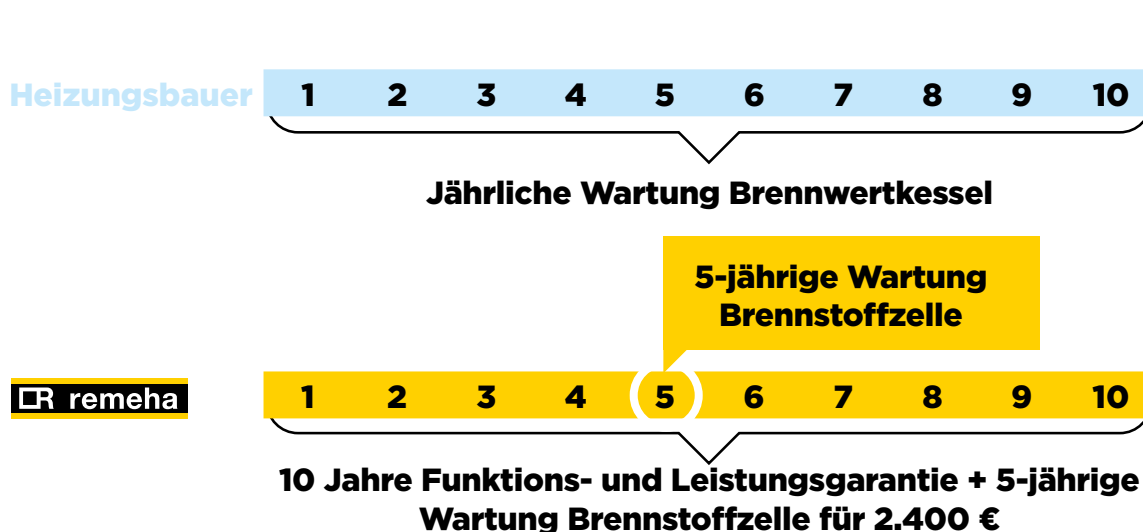 Heizungsbauer 1 2 3 4 5 6 7 8 9 10
Jährliche Wartung Brennwertkessel
5-jährige Wartung
Brennstoffzelle
remeha 1 2 3 4 5 6 7 8 9 10
10 Jahre Funktions- und Leistungsgarantie + 5-jährige
Wartung Brennstoffzelle für 2.400 €